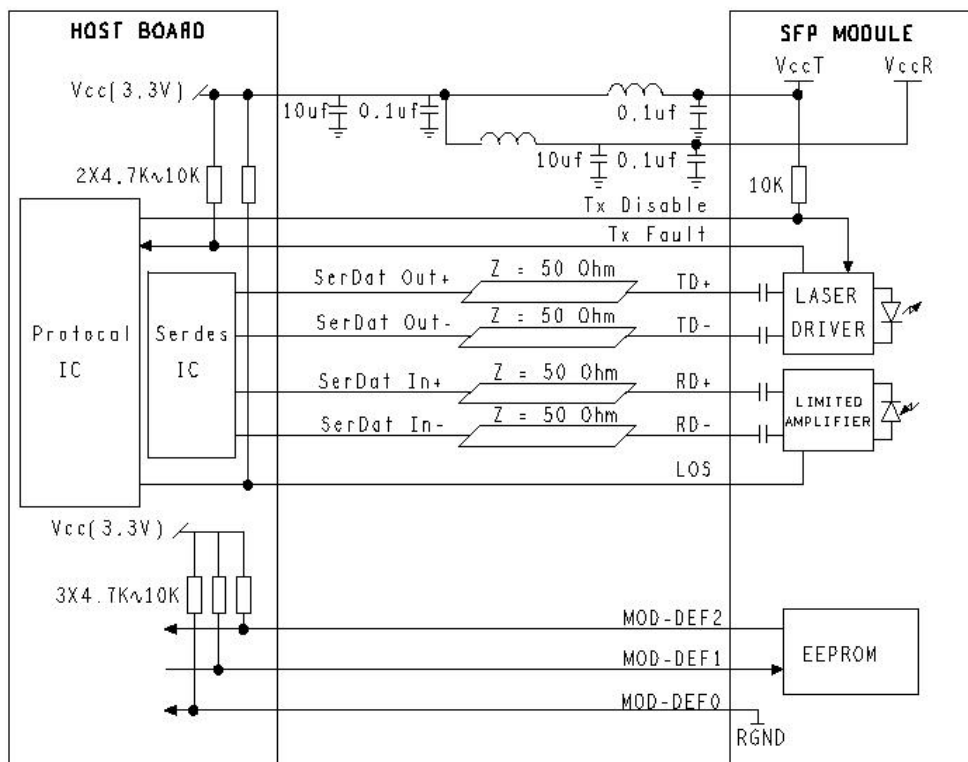 HOST BOARD
SFP MODULE
VccT
VccR
Vcc(3.3V)
10uf
0.1uf
0.1uf
10uf
0.1uf
2X4.7K~10K
10K
Tx Disable
Tx Fault
SerDat Out+
Z = 50 Ohm
TD+
SerDat Out-
Z = 50 Ohm
TD-
SerDat In+
Z = 50 Ohm
RD+
SerDat In-
Z = 50 Ohm
RD-
Protocal
IC
Serdes
IC
LASER
DRIVER
LIMITED
AMPLIFIER
LOS
Vcc(3.3V)
3X4.7K~10K
MOD-DEF2
MOD-DEF1
MOD-DEF0
EEPROM
RGND